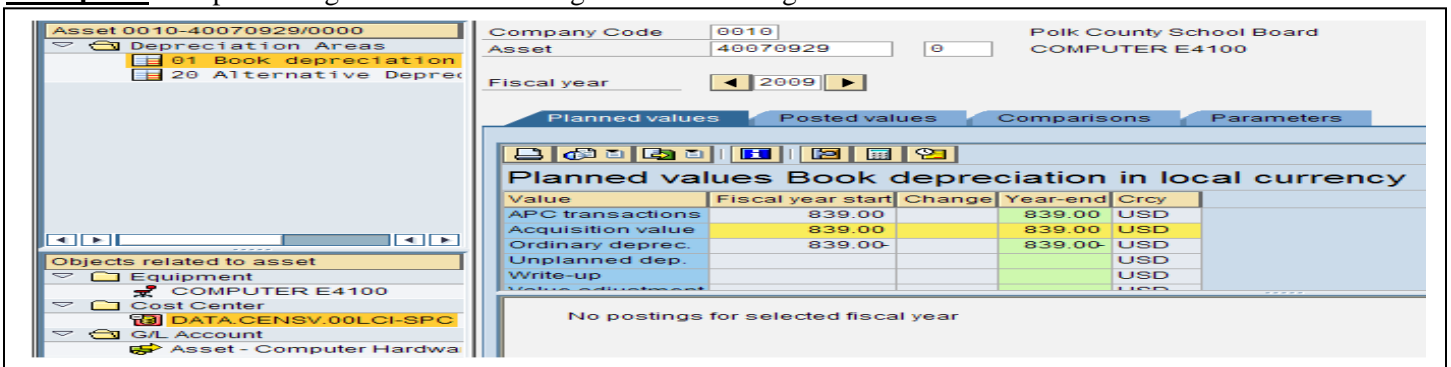 Asset 0010-40070929/0000
Depreciation Areas
01 Book depreciation
20 Alternative Deprec
Objects related to asset
Equipment
COMPUTER E4100
Cost Center
DATA.CENSV.00LCI-SPC
G/L Account
Asset - Computer Hardwa
Company Code 0010 Polk County School Board
Asset 40070929 0 COMPUTER E4100
Fiscal year 2009
Planned values Posted values Comparisons Parameters
Planned values Book depreciation in local currency
Value Fiscal year start Change Year-end Crcy
APC transactions 839.00 839.00 USD
Acquisition value 839.00 839.00 USD
Ordinary deprec. 839.00- 839.00- USD
Unplanned dep. USD
Write-up USD
Value adjustment USD
No postings for selected fiscal year